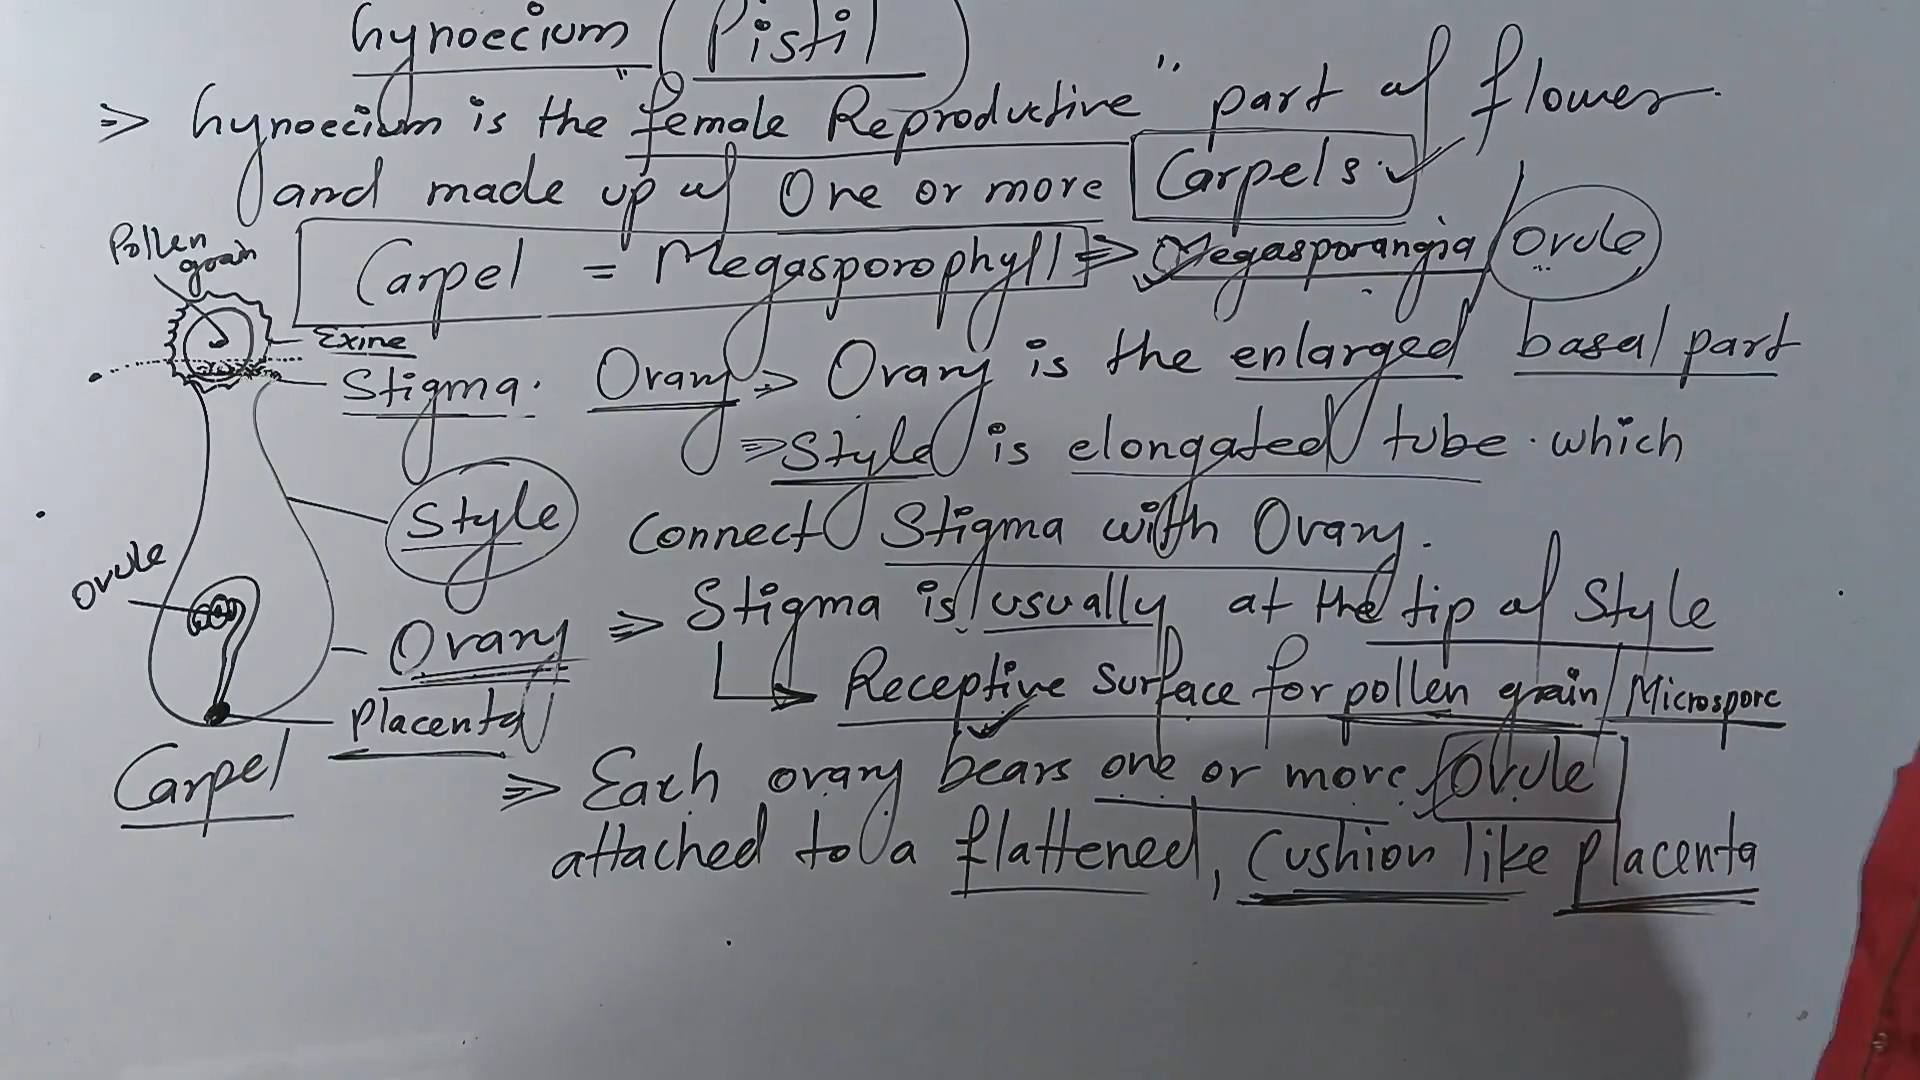 Gynoecium (Pistil)
⇒ Gynoecium is the "female Reproductive" part of flower.
and made up of One or more Carpels.
Pollen grain
Carpel = Megasporophyll ⇒ Megasporangia / Ovule
Exine
Stigma.
Ovary ⇒ Ovary is the enlarged basal part
⇒ Style is elongated tube which
Style
Connect Stigma with Ovary.
Ovule
⇒ Stigma is usually at the tip of Style
Ovary
Receptive Surface for pollen grain / Microspore
Placenta
Carpel
⇒ Each ovary bears one or more Ovule
attached to a flattened, Cushion like placenta